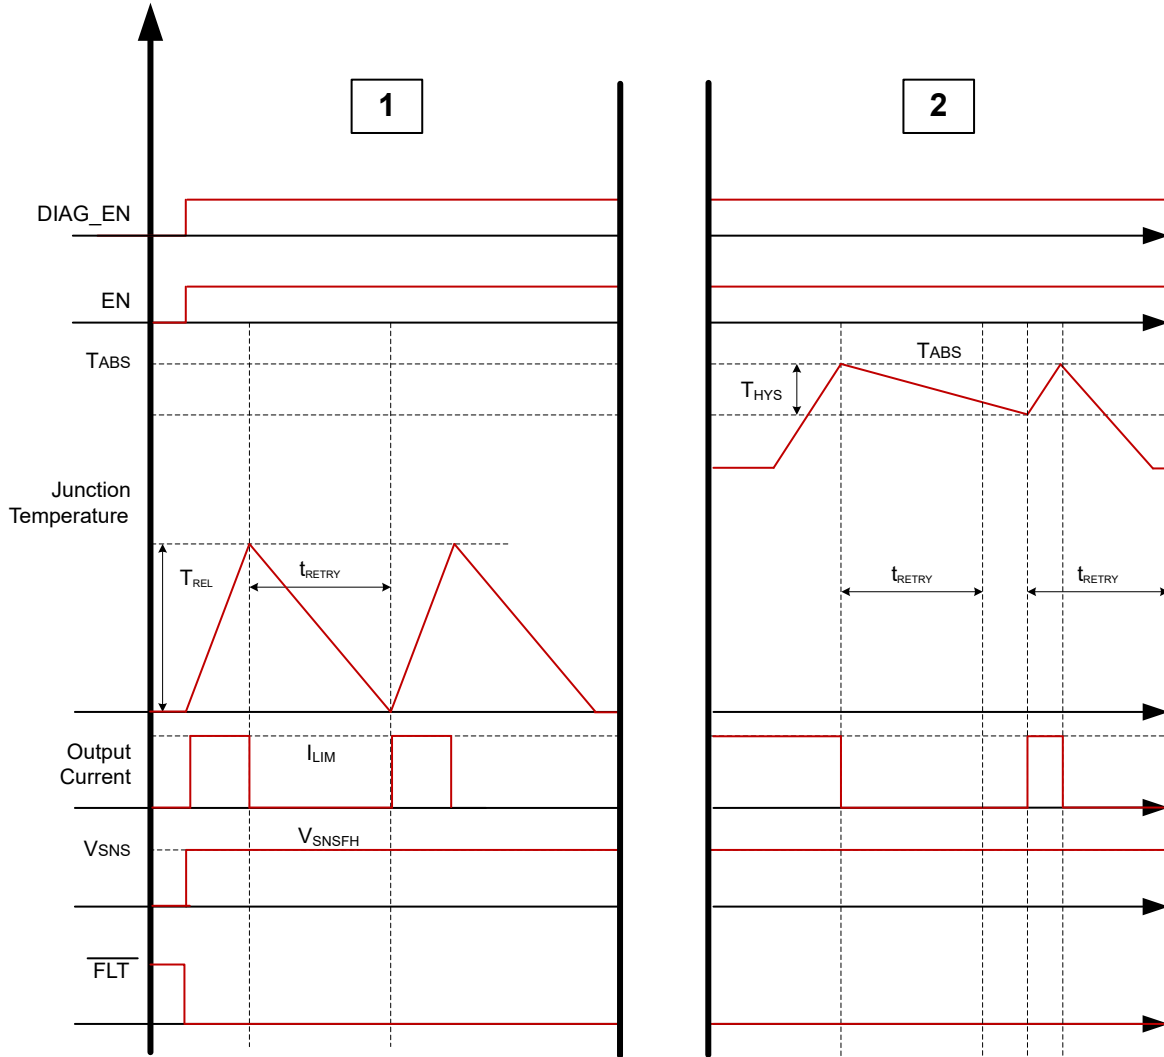 1
2
DIAG_EN
EN
TABS
TABS
THYS
Junction
Temperature
TREL
tRETRY
tRETRY
tRETRY
Output
Current
ILIM
VSNS
VSNSFH
FLT